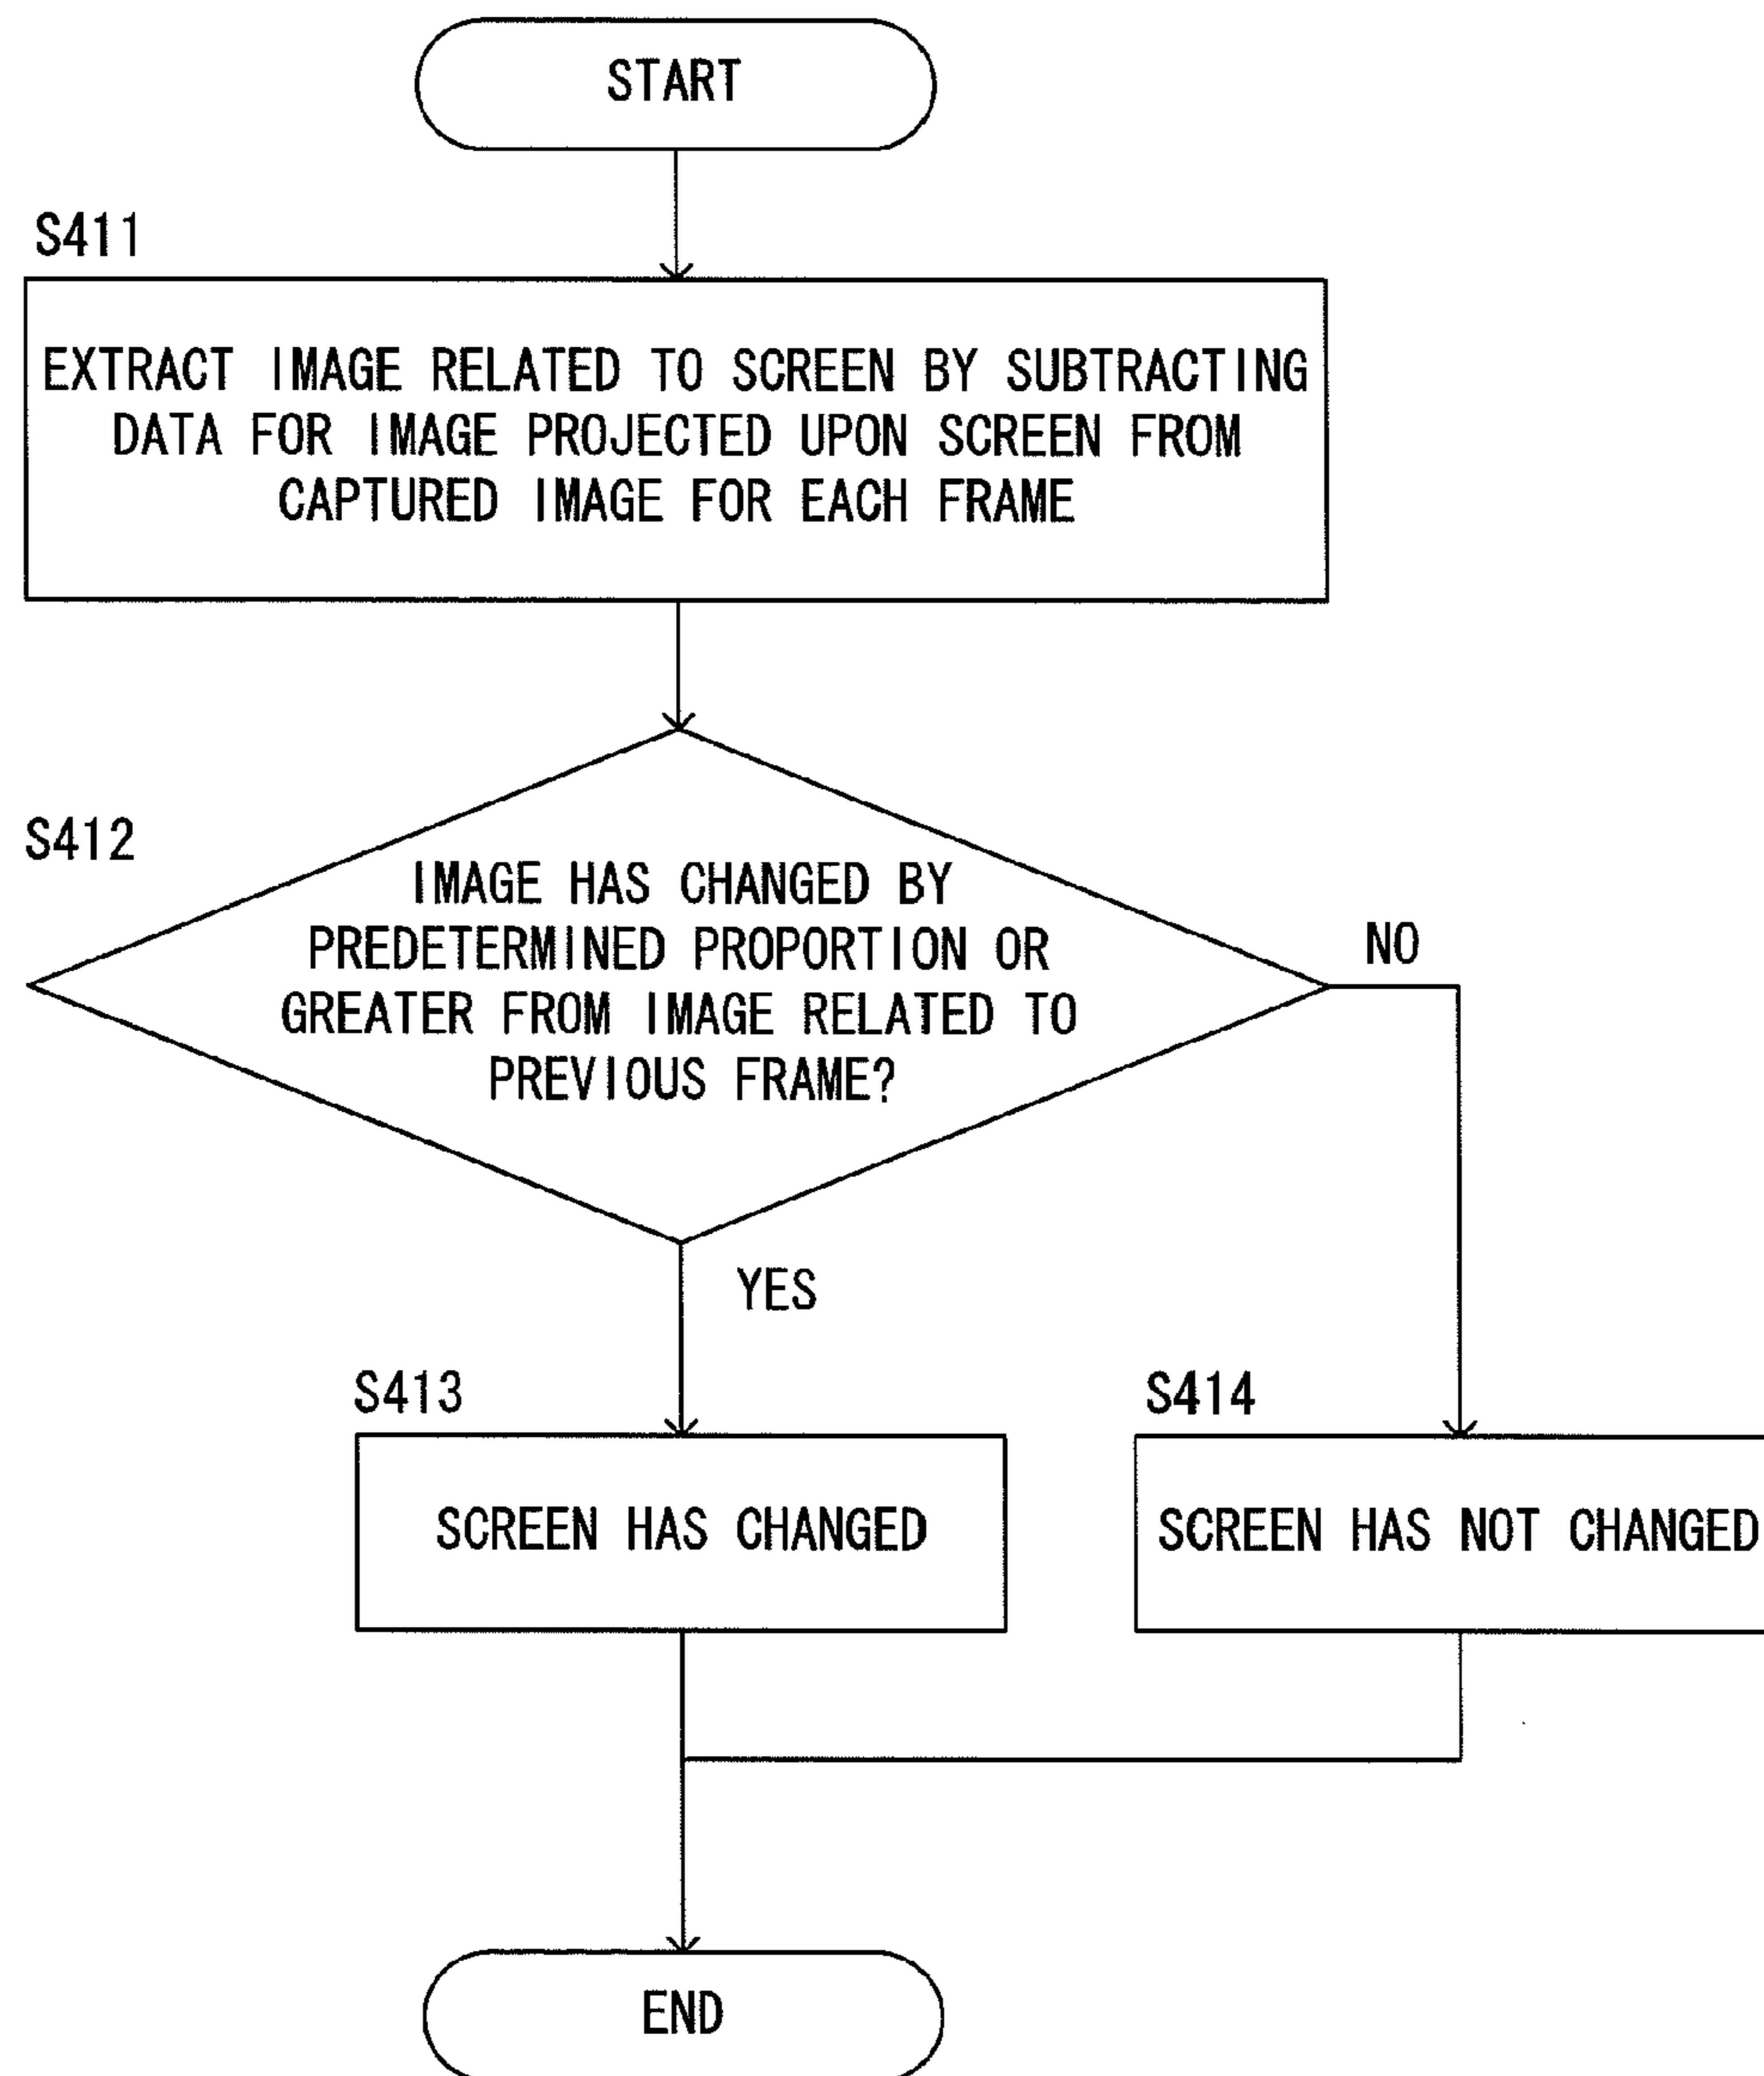 START
S411
EXTRACT IMAGE RELATED TO SCREEN BY SUBTRACTING
DATA FOR IMAGE PROJECTED UPON SCREEN FROM
CAPTURED IMAGE FOR EACH FRAME
S412
IMAGE HAS CHANGED BY
PREDETERMINED PROPORTION OR
GREATER FROM IMAGE RELATED TO
PREVIOUS FRAME?
NO
YES
S413
SCREEN HAS CHANGED
S414
SCREEN HAS NOT CHANGED
END